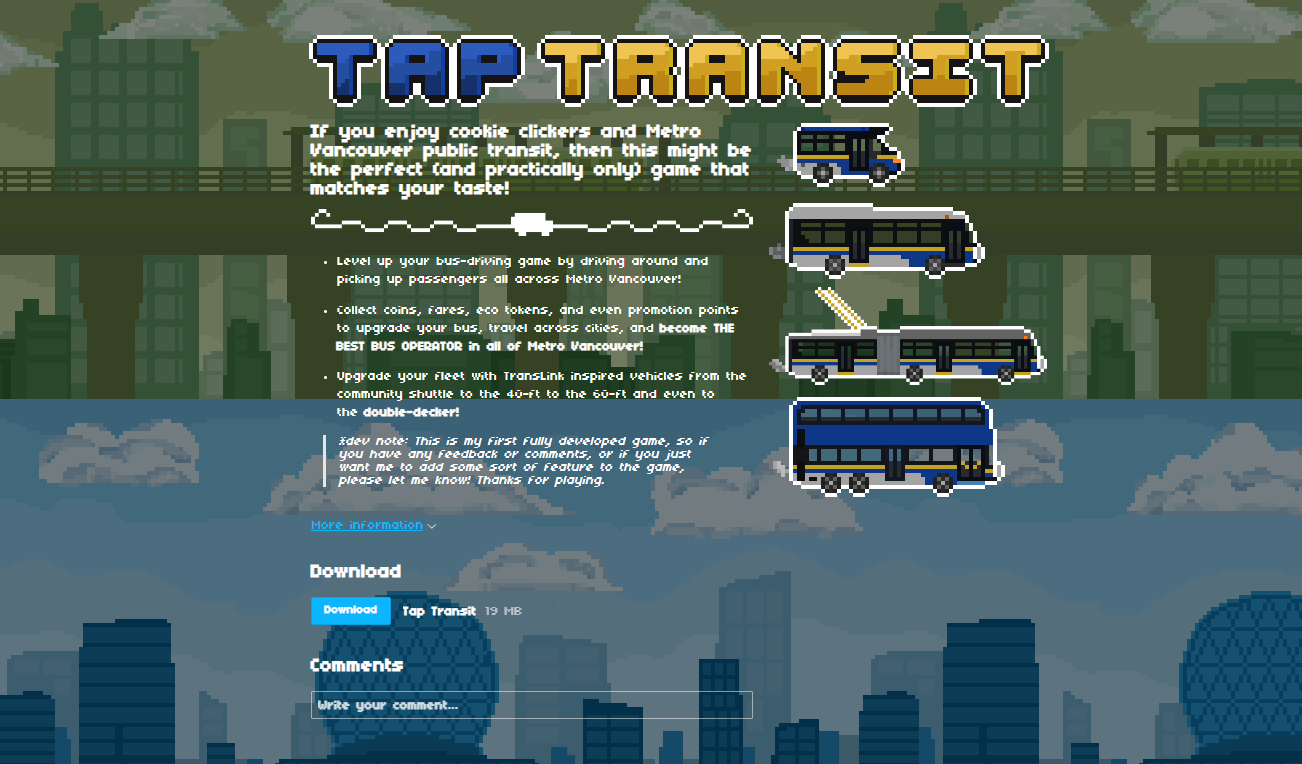 TAP TRANSIT
If you enjoy cookie clickers and Metro
Vancouver public transit, then this might be
the perfect (and practically only) game that
matches your taste!
• Level up your bus-driving game by driving around and
picking up passengers all across Metro Vancouver!
• Collect coins, fares, eco tokens, and even promotion points
to upgrade your bus, travel across cities, and become THE
BEST BUS OPERATOR in all of Metro Vancouver!
• Upgrade your fleet with TransLink inspired vehicles from the
community shuttle to the 40-ft to the 60-ft and even to
the double-decker!
*dev note: This is my first fully developed game, so if
you have any feedback or comments, or if you just
want me to add some sort of feature to the game,
please let me know! Thanks for playing.
More information
Download
Download Tap Transit 19 MB
Comments
Write your comment...